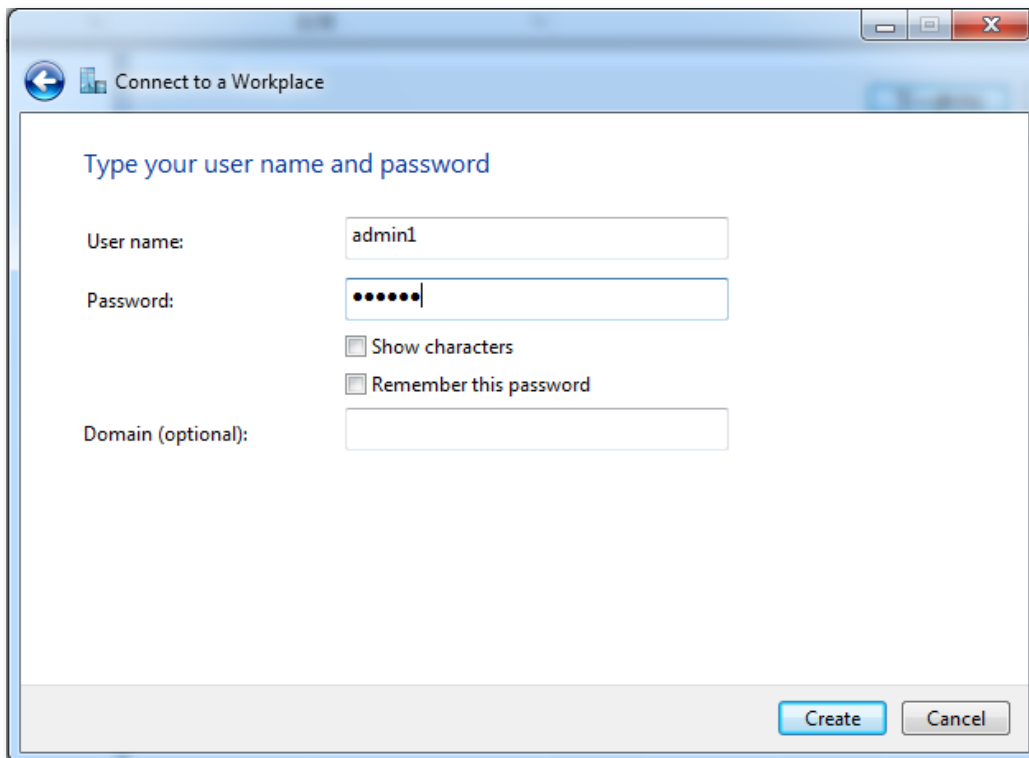 Connect to a Workplace
Type your user name and password
User name:
admin1
Password:
••••••
Show characters
Remember this password
Domain (optional):
Create
Cancel